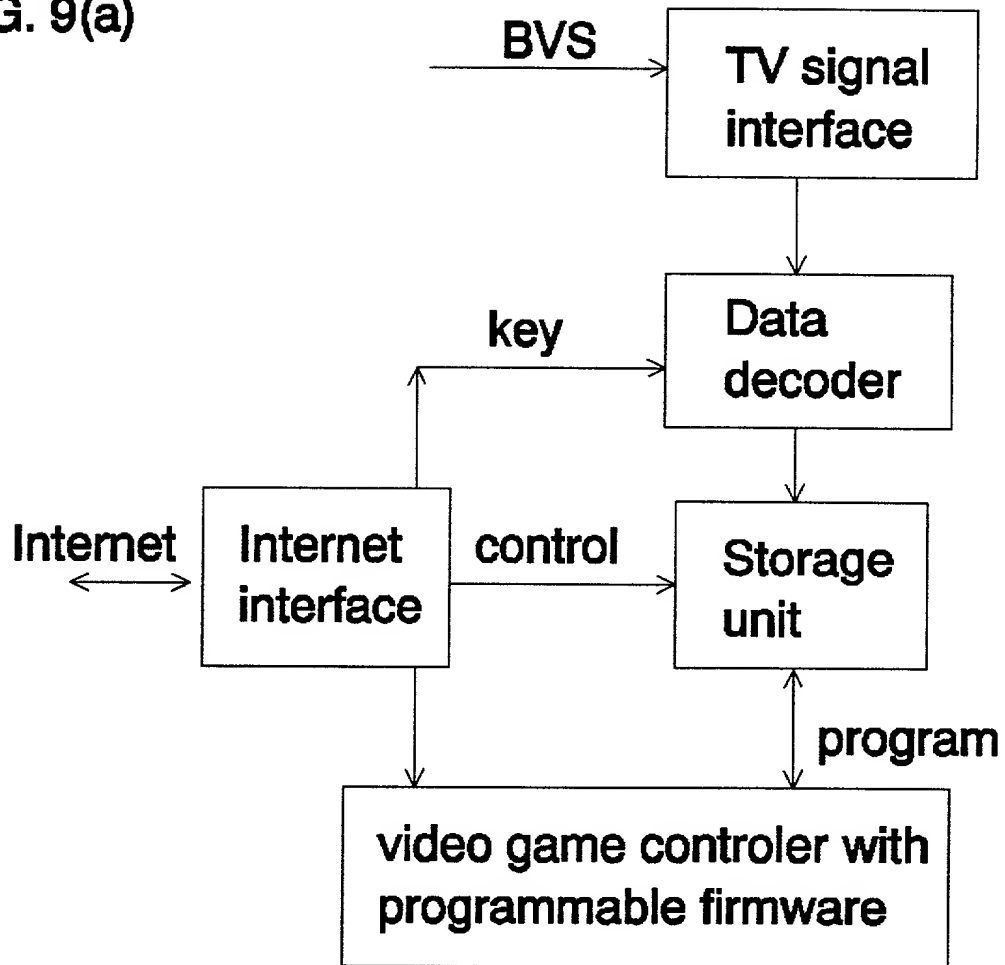 G. 9(a)
BVS
TV signal
interface
key
Data
decoder
Internet
Internet
interface
control
Storage
unit
program
video game controler with
programmable firmware